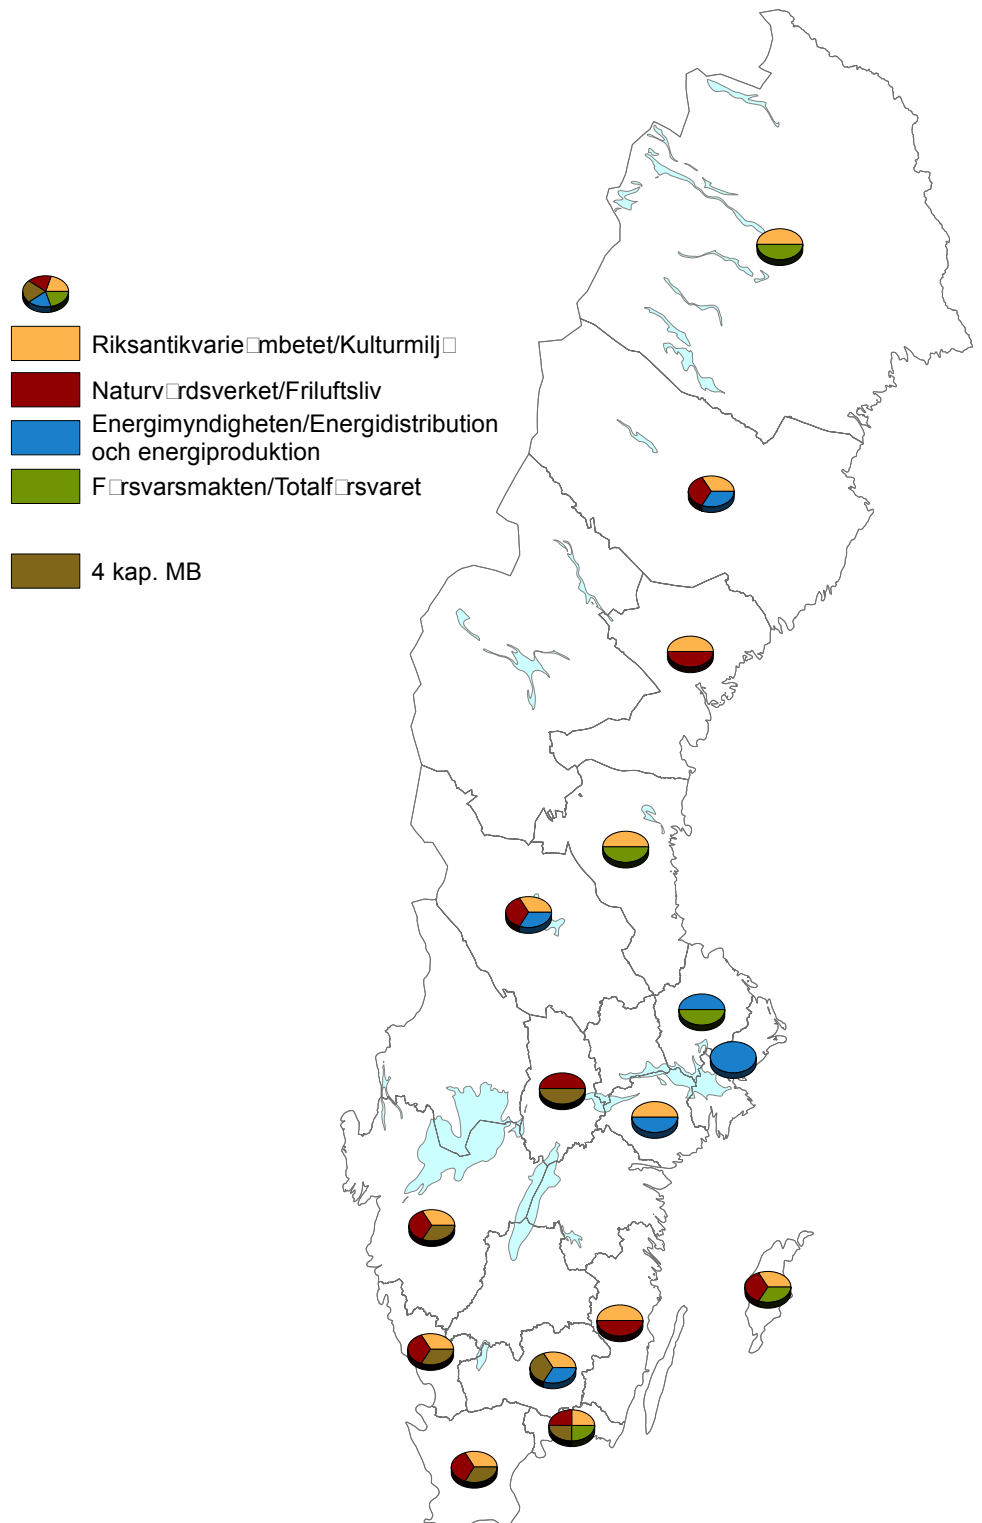 Riksantikvarie□mbetet/Kulturmilj□
Naturv□rdsverket/Friluftsliv
Energimyndigheten/Energidistribution
och energiproduktion
F□rsvarsmakten/Totalf□rsvaret
4 kap. MB